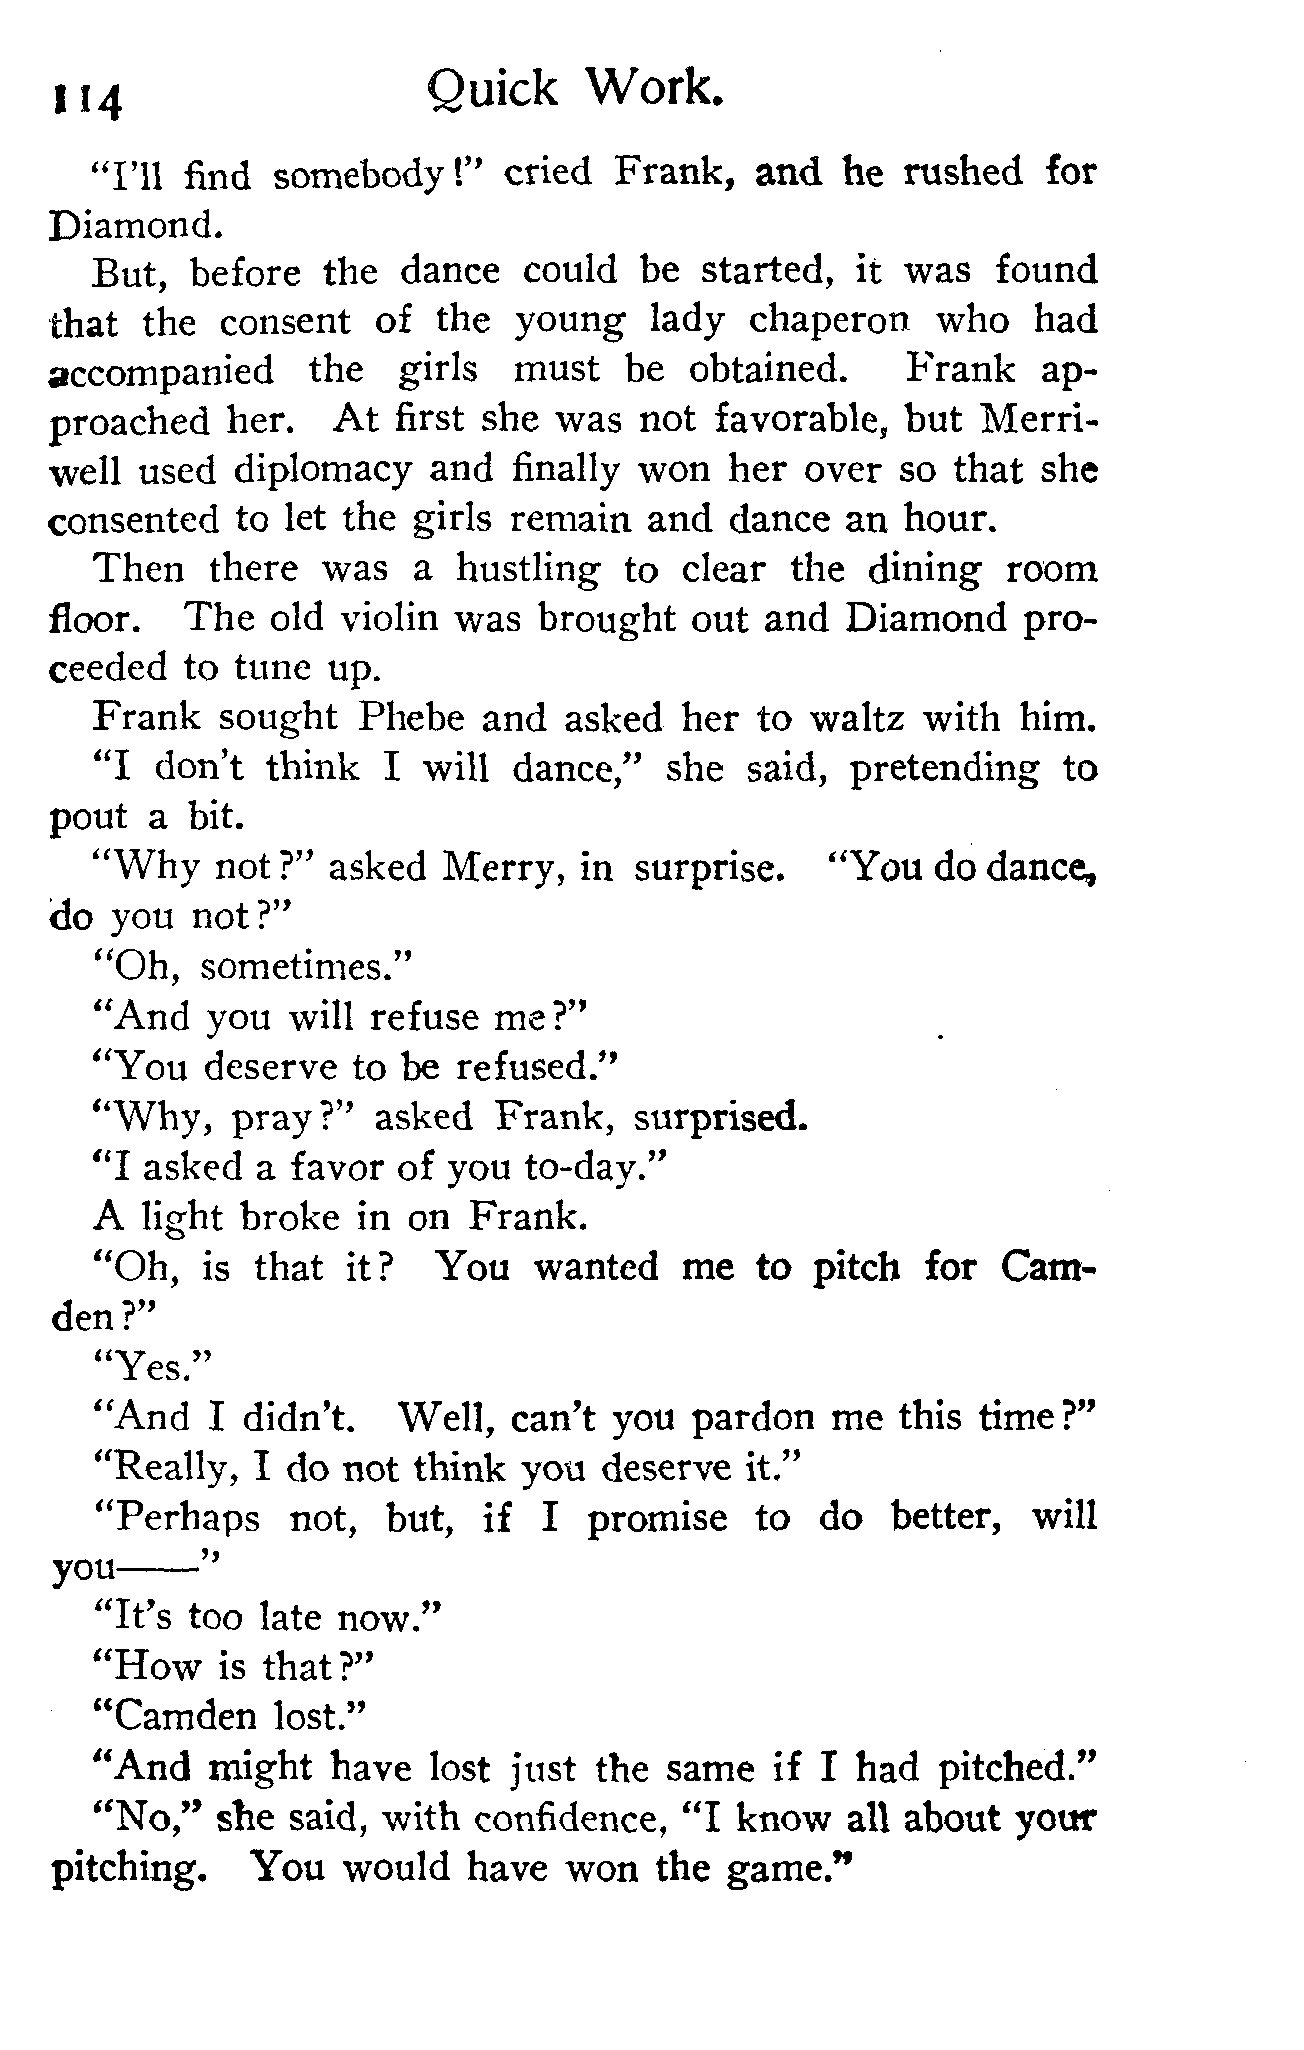 114 Quick Work.
"I'll find somebody!" cried Frank, and he rushed for
Diamond.
But, before the dance could be started, it was found
that the consent of the young lady chaperon who had
accompanied the girls must be obtained. Frank ap-
proached her. At first she was not favorable, but Merri-
well used diplomacy and finally won her over so that she
consented to let the girls remain and dance an hour.
Then there was a hustling to clear the dining room
floor. The old violin was brought out and Diamond pro-
ceeded to tune up.
Frank sought Phebe and asked her to waltz with him.
"I don't think I will dance," she said, pretending to
pout a bit.
"Why not?" asked Merry, in surprise. "You do dance,
do you not?"
"Oh, sometimes."
"And you will refuse me?"
"You deserve to be refused."
"Why, pray?" asked Frank, surprised.
"I asked a favor of you to-day."
A light broke in on Frank.
"Oh, is that it? You wanted me to pitch for Cam-
den?"
"Yes."
"And I didn't. Well, can't you pardon me this time?"
"Really, I do not think you deserve it."
"Perhaps not, but, if I promise to do better, will
you——"
"It's too late now."
"How is that?"
"Camden lost."
"And might have lost just the same if I had pitched."
"No," she said, with confidence, "I know all about your
pitching. You would have won the game."